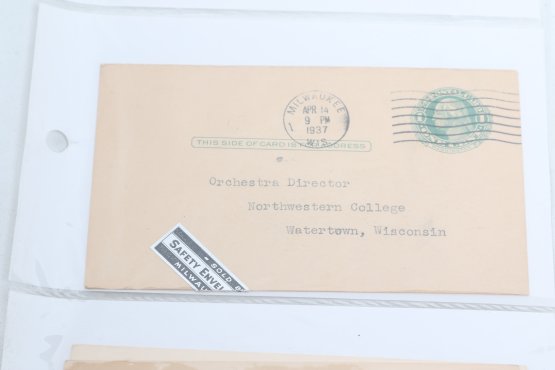 MILWAUKEE
1
APR 14
9 PM
1937
WIS.
THIS SIDE OF CARD IS FOR ADDRESS
Orchestra Director
Northwestern College
Watertown, Wisconsin
SOLD
SAFETY ENVEL
MILWAU